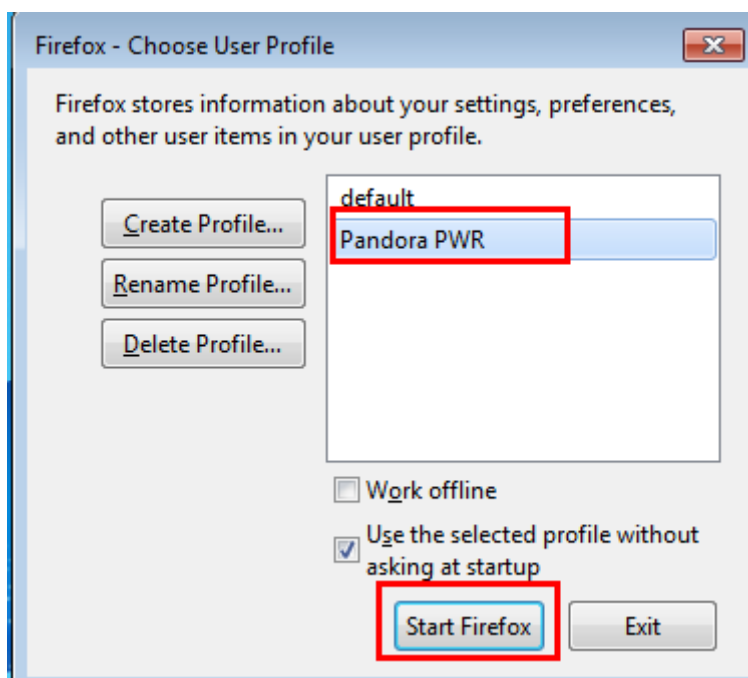 Firefox - Choose User Profile
Firefox stores information about your settings, preferences,
and other user items in your user profile.
default
Create Profile...
Pandora PWR
Rename Profile...
Delete Profile...
Work offline
Use the selected profile without
asking at startup
Start Firefox
Exit